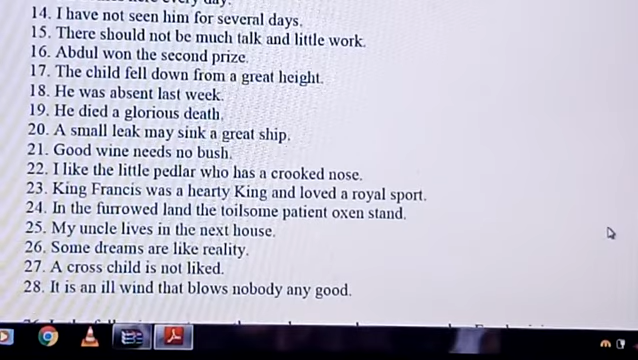 every day.
14. I have not seen him for several days.
15. There should not be much talk and little work.
16. Abdul won the second prize.
17. The child fell down from a great height.
18. He was absent last week.
19. He died a glorious death.
20. A small leak may sink a great ship.
21. Good wine needs no bush.
22. I like the little pedlar who has a crooked nose.
23. King Francis was a hearty King and loved a royal sport.
24. In the furrowed land the toilsome patient oxen stand.
25. My uncle lives in the next house.
26. Some dreams are like reality.
27. A cross child is not liked.
28. It is an ill wind that blows nobody any good.